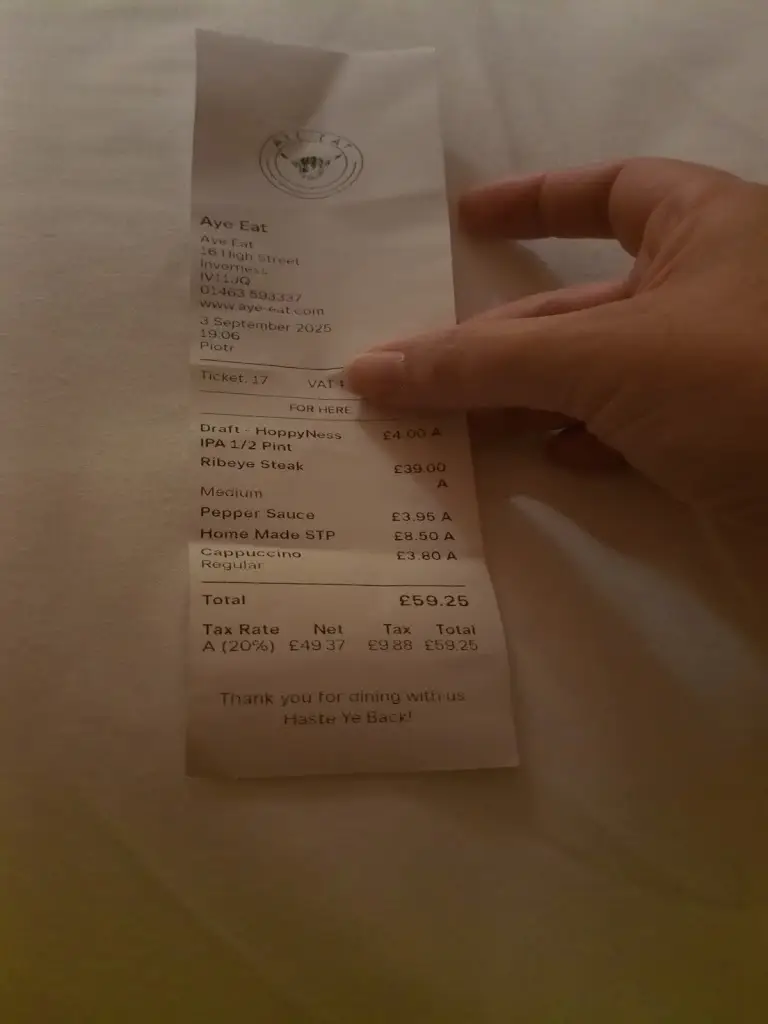 AYE EAT
Aye Eat
Aye Eat
16 High Street
Inverness
IV1 1JQ
01463 593337
www.aye-eat.com
3 September 2025
19:06
Piotr
Ticket: 17 VAT
FOR HERE
Draft - HoppyNess £4.00 A
IPA 1/2 Pint
Ribeye Steak £39.00
A
Medium
Pepper Sauce £3.95 A
Home Made STP £8.50 A
Cappuccino £3.80 A
Regular
Total £59.25
Tax Rate Net Tax Total
A (20%) £49.37 £9.88 £59.25
Thank you for dining with us
Haste Ye Back!